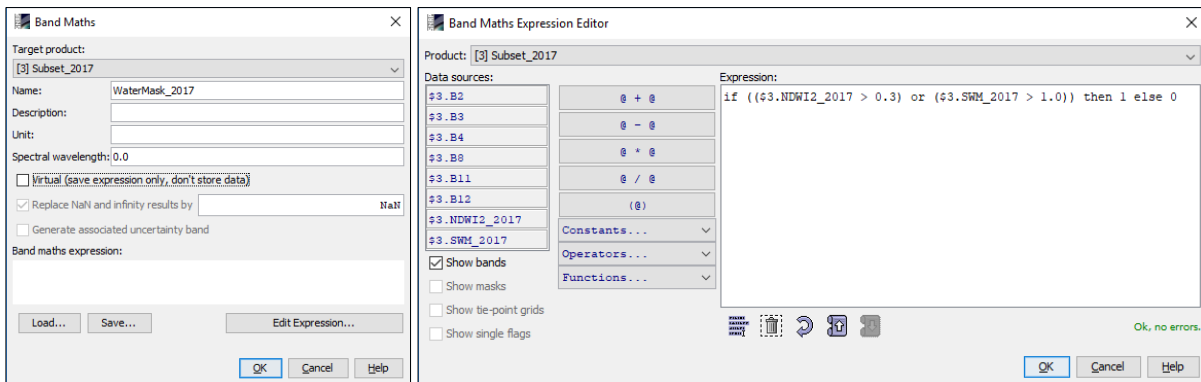 Band Maths
Target product:
[3] Subset_2017
Name: WaterMask_2017
Description:
Unit:
Spectral wavelength: 0.0
Virtual (save expression only, don't store data)
Replace NaN and infinity results by NaN
Generate associated uncertainty band
Band maths expression:
Load... Save... Edit Expression...
OK Cancel Help
Band Maths Expression Editor
Product: [3] Subset_2017
Data sources: Expression:
$3.B2
$3.B3
$3.B4
$3.B8
$3.B11
$3.B12
$3.NDWI2_2017
$3.SWM_2017
Show bands
Show masks
Show tie-point grids
Show single flags
@ + @
@ - @
@ * @
@ / @
(@)
Constants...
Operators...
Functions...
if (($3.NDWI2_2017 > 0.3) or ($3.SWM_2017 > 1.0)) then 1 else 0
Ok, no errors.
OK Cancel Help